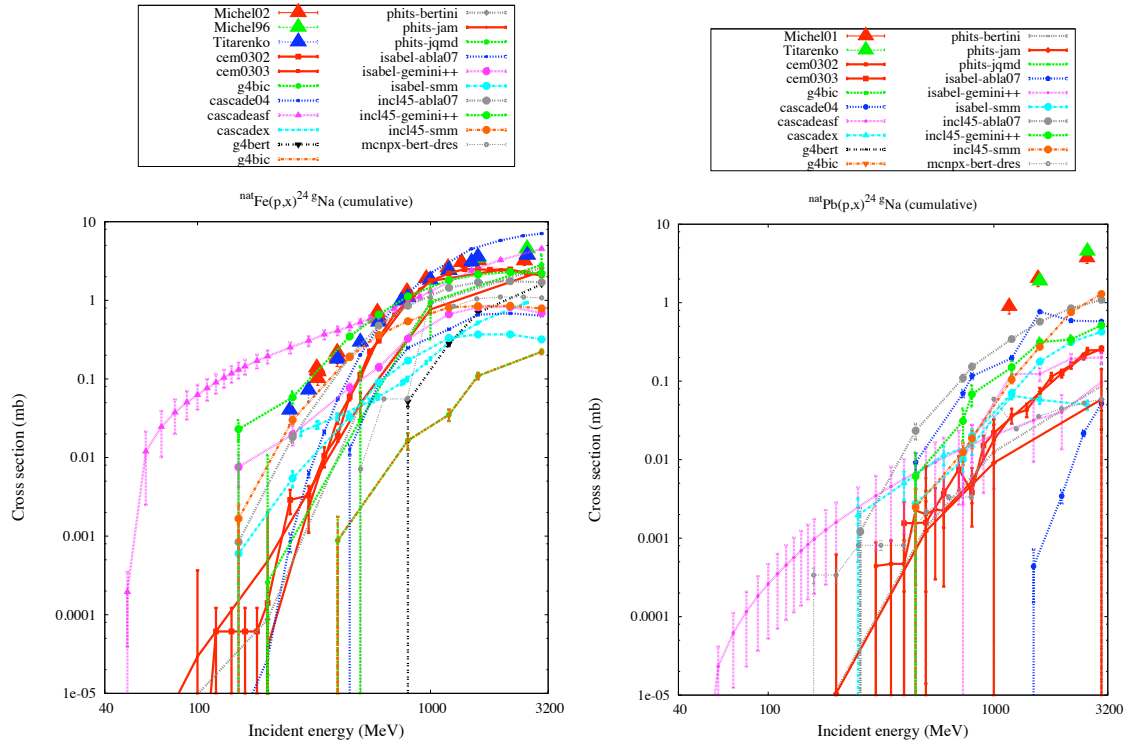 Michel02
Michel96
Titarenko
cem0302
cem0303
g4bic
cascade04
cascadeasf
cascadex
g4bert
g4bic
phits-bertini
phits-jam
phits-jqmd
isabel-abla07
isabel-gemini++
isabel-smm
incl45-abla07
incl45-gemini++
incl45-smm
mcnpx-bert-dres
natFe(p,x)24 gNa (cumulative)
Cross section (mb)
10
1
0.1
0.01
0.001
0.0001
1e-05
40
100
1000
3200
Incident energy (MeV)
Michel01
Titarenko
cem0302
cem0303
g4bic
cascade04
cascadeasf
cascadex
g4bert
g4bic
phits-bertini
phits-jam
phits-jqmd
isabel-abla07
isabel-gemini++
isabel-smm
incl45-abla07
incl45-gemini++
incl45-smm
mcnpx-bert-dres
natPb(p,x)24 gNa (cumulative)
Cross section (mb)
10
1
0.1
0.01
0.001
0.0001
1e-05
40
100
1000
3200
Incident energy (MeV)